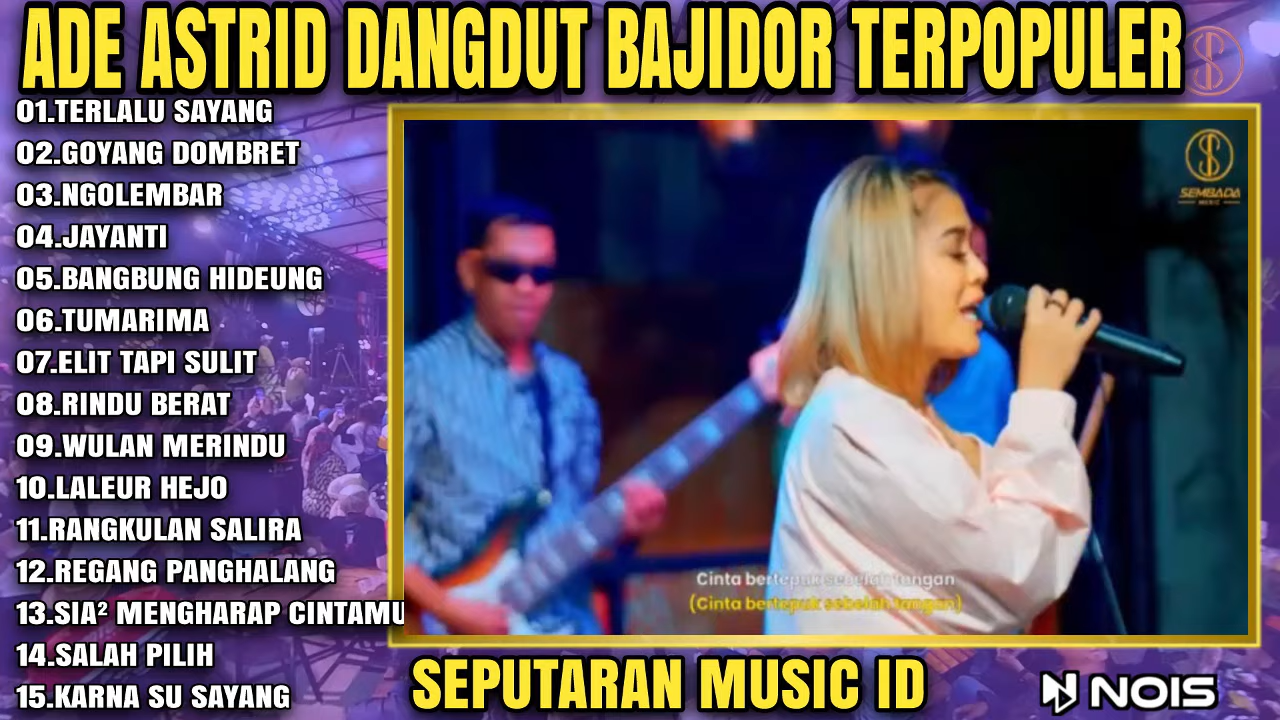 ADE ASTRID DANGDUT BAJIDOR TERPOPULER
01.TERLALU SAYANG
02.GOYANG DOMBRET
03.NGOLEMBAR
04.JAYANTI
05.BANGBUNG HIDEUNG
06.TUMARIMA
07.ELIT TAPI SULIT
08.RINDU BERAT
09.WULAN MERINDU
10.LALEUR HEJO
11.RANGKULAN SALIRA
12.REGANG PANGHALANG
13.SIA² MENGHARAP CINTAMU
14.SALAH PILIH
15.KARNA SU SAYANG
SEMBADA
MUSIC
Cinta bertepuk sebelah tangan
(Cinta bertepuk sebelah tangan)
SEPUTARAN MUSIC ID
NOIS